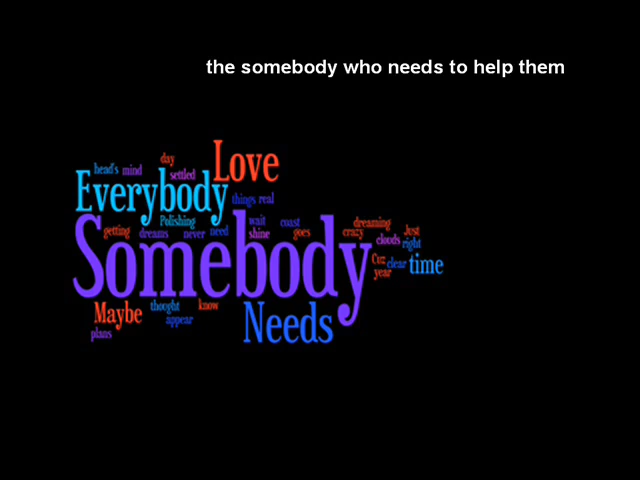 the somebody who needs to help them
day
Love
head's mind
settled
Everybody
things real
Polishing
getting dreams never need
wait
shine
coast
goes
dreaming
crazy
Just
clouds right
Somebody
Cuz clear time
year
Maybe
thought
know
appear
Needs
plans